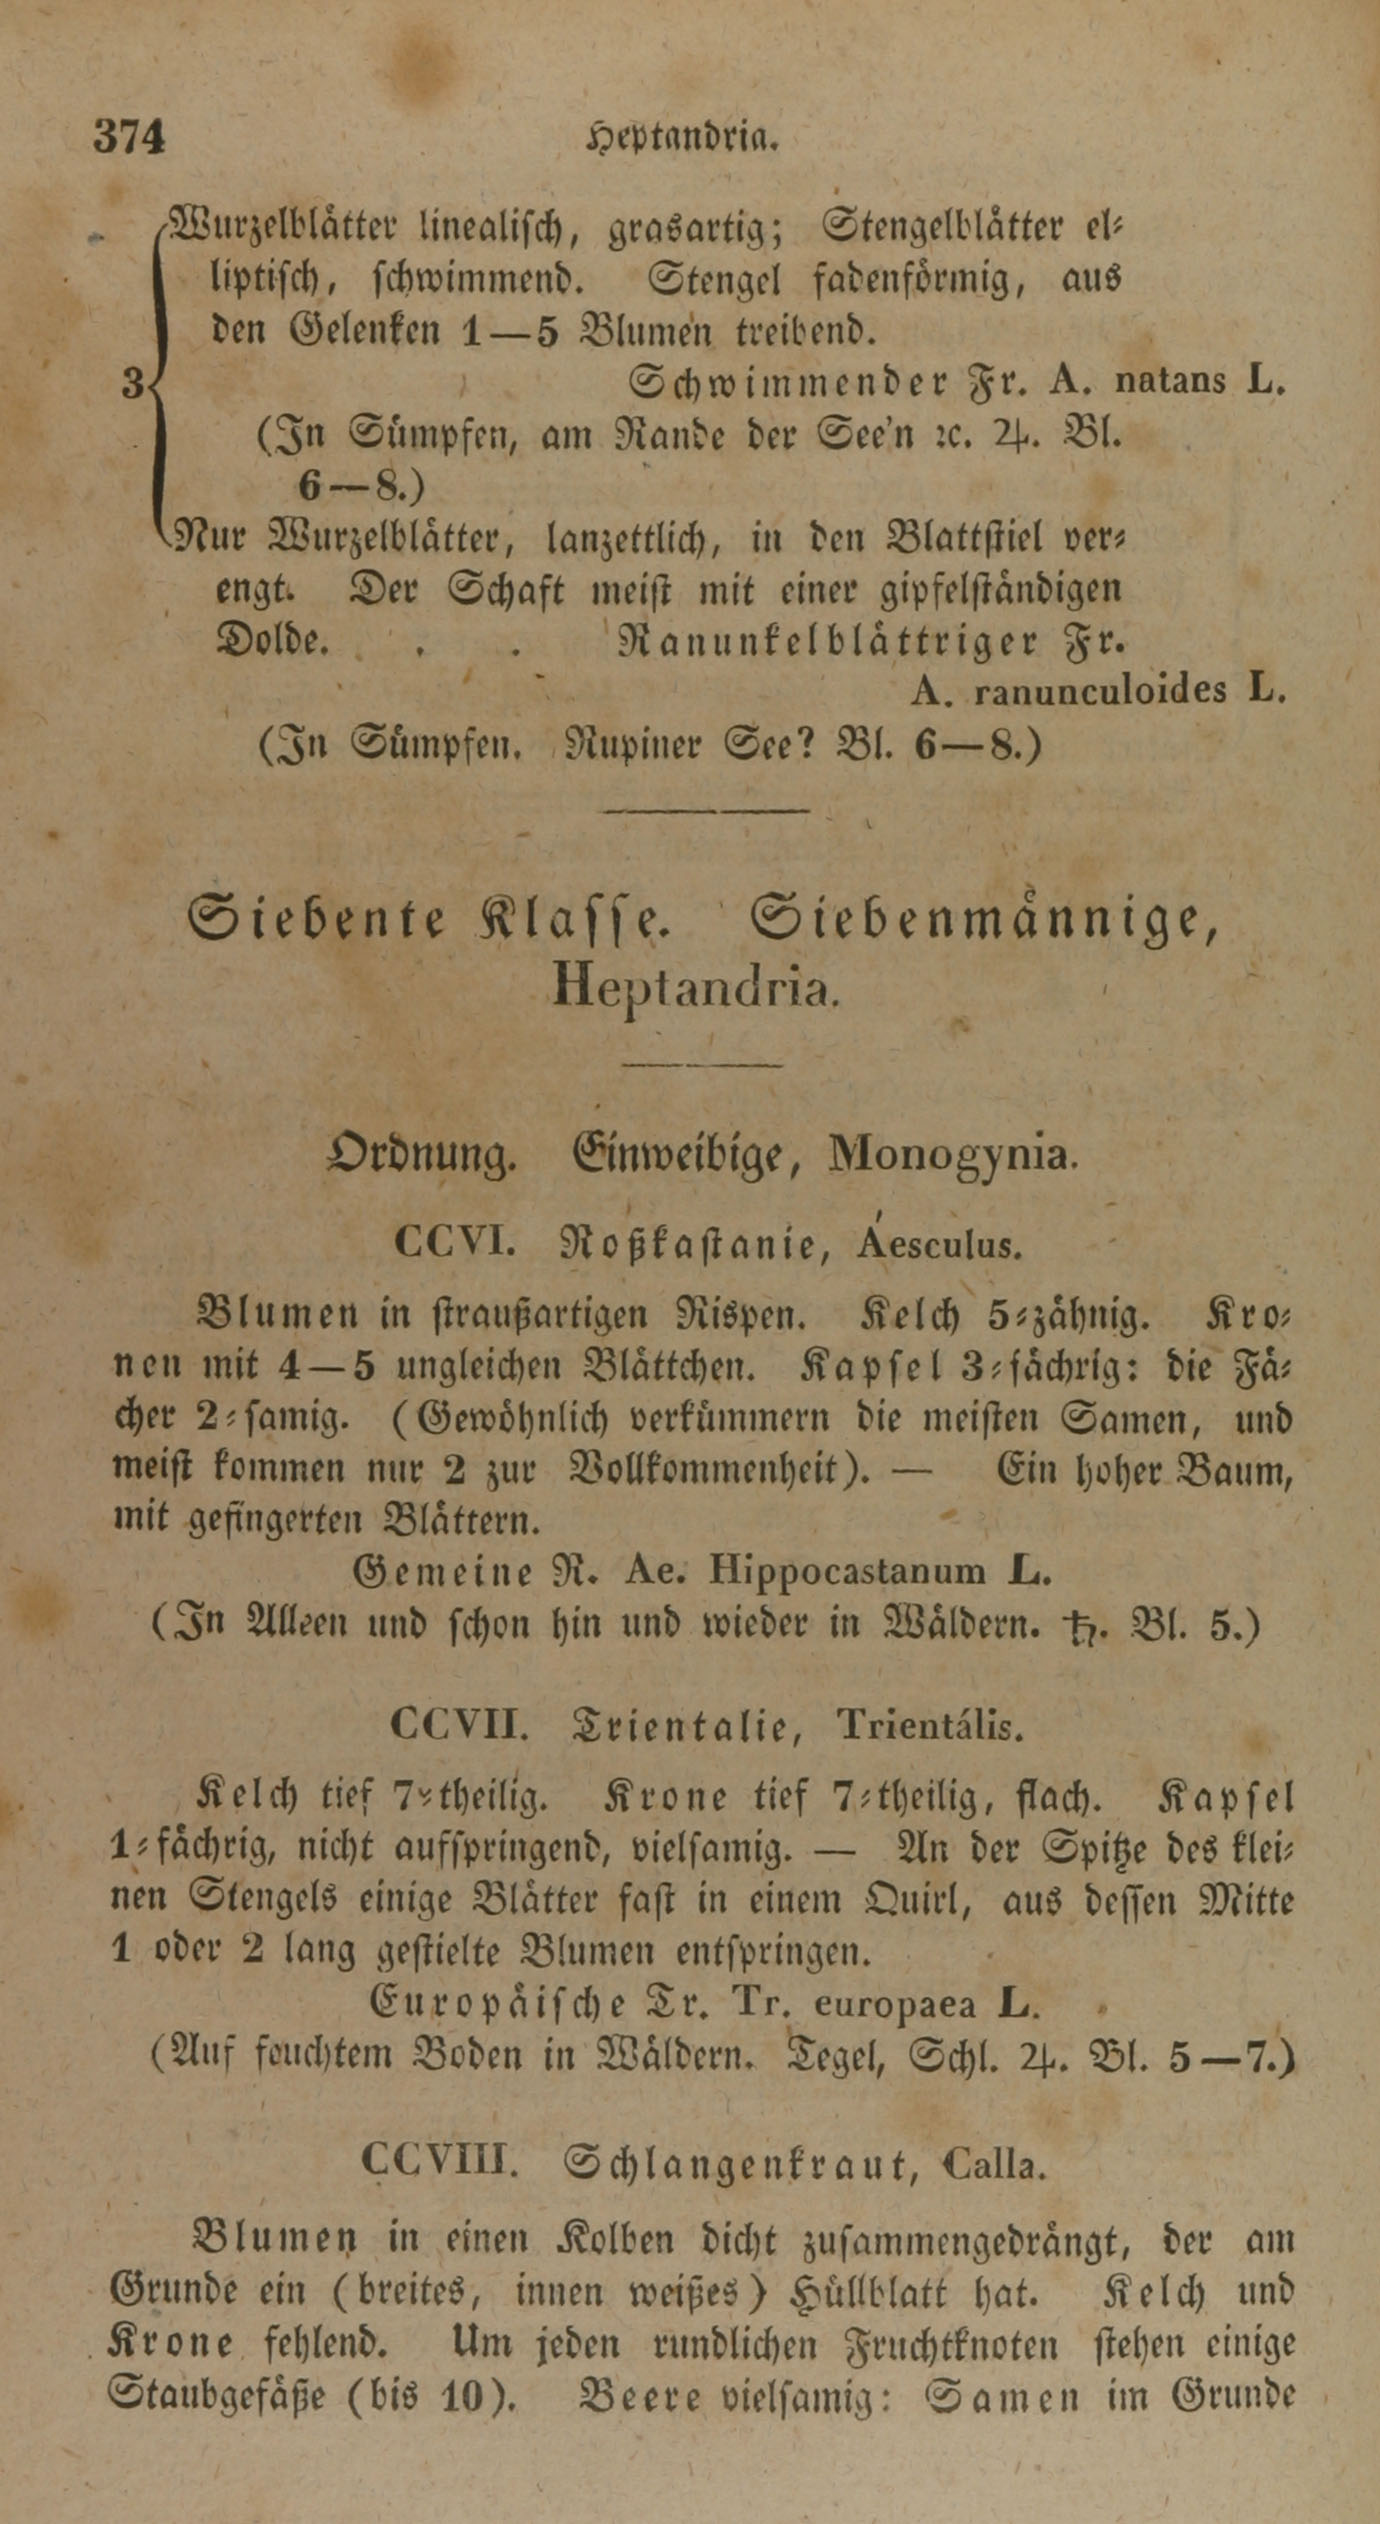 374 Heptandria.
Wurzelblätter linealisch, grasartig; Stengelblätter el-
liptisch, schwimmend. Stengel fadenförmig, aus
den Gelenken 1—5 Blumen treibend.
3
Schwimmender Fr. A. natans L.
(In Sümpfen, am Rande der See'n ꝛc. ♃. Bl.
6—8.)
Nur Wurzelblätter, lanzettlich, in den Blattstiel ver-
engt. Der Schaft meist mit einer gipfelständigen
Dolde. . . Ranunkelblättriger Fr.
A. ranunculoides L.
(In Sümpfen. Rupiner See? Bl. 6—8.)
Siebente Klasse. Siebenmännige,
Heptandria.
Ordnung. Einweibige, Monogynia.
CCVI. Roßkastanie, Áesculus.
Blumen in straußartigen Rispen. Kelch 5-zähnig. Kro-
nen mit 4—5 ungleichen Blättchen. Kapsel 3-fächrig: die Fä-
cher 2-samig. (Gewöhnlich verkümmern die meisten Samen, und
meist kommen nur 2 zur Vollkommenheit). — Ein hoher Baum,
mit gefingerten Blättern.
Gemeine R. Ae. Hippocastanum L.
(In Alleen und schon hin und wieder in Wäldern. ♄. Bl. 5.)
CCVII. Trientalie, Trientális.
Kelch tief 7-theilig. Krone tief 7-theilig, flach. Kapsel
1-fächrig, nicht aufspringend, vielsamig. — An der Spitze des klei-
nen Stengels einige Blätter fast in einem Quirl, aus dessen Mitte
1 oder 2 lang gestielte Blumen entspringen.
Europäische Tr. Tr. europaea L.
(Auf feuchtem Boden in Wäldern. Tegel, Schl. ♃. Bl. 5—7.)
CCVIII. Schlangenkraut, Calla.
Blumen in einen Kolben dicht zusammengedrängt, der am
Grunde ein (breites, innen weißes) Hüllblatt hat. Kelch und
Krone fehlend. Um jeden rundlichen Fruchtknoten stehen einige
Staubgefäße (bis 10). Beere vielsamig: Samen im Grunde